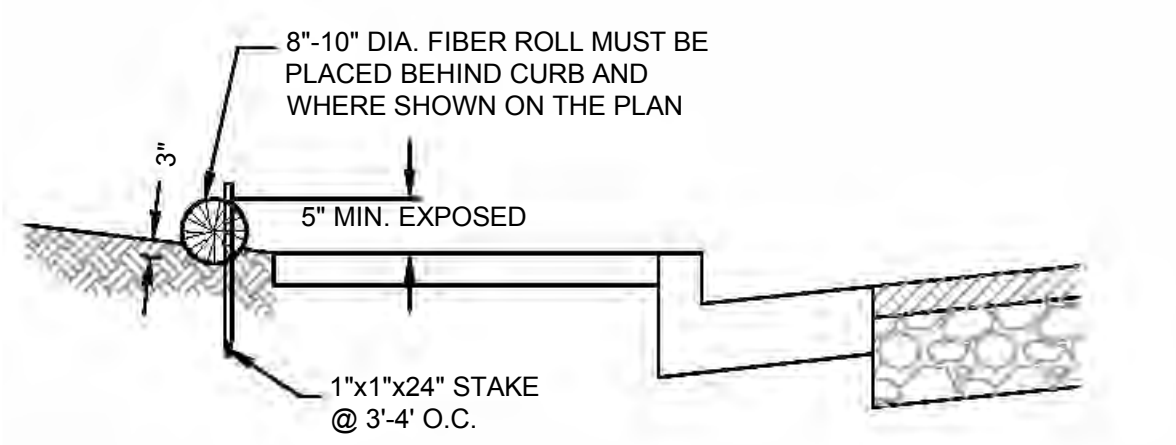 8"-10" DIA. FIBER ROLL MUST BE
PLACED BEHIND CURB AND
WHERE SHOWN ON THE PLAN
3"
5" MIN. EXPOSED
1"x1"x24" STAKE
@ 3'-4' O.C.